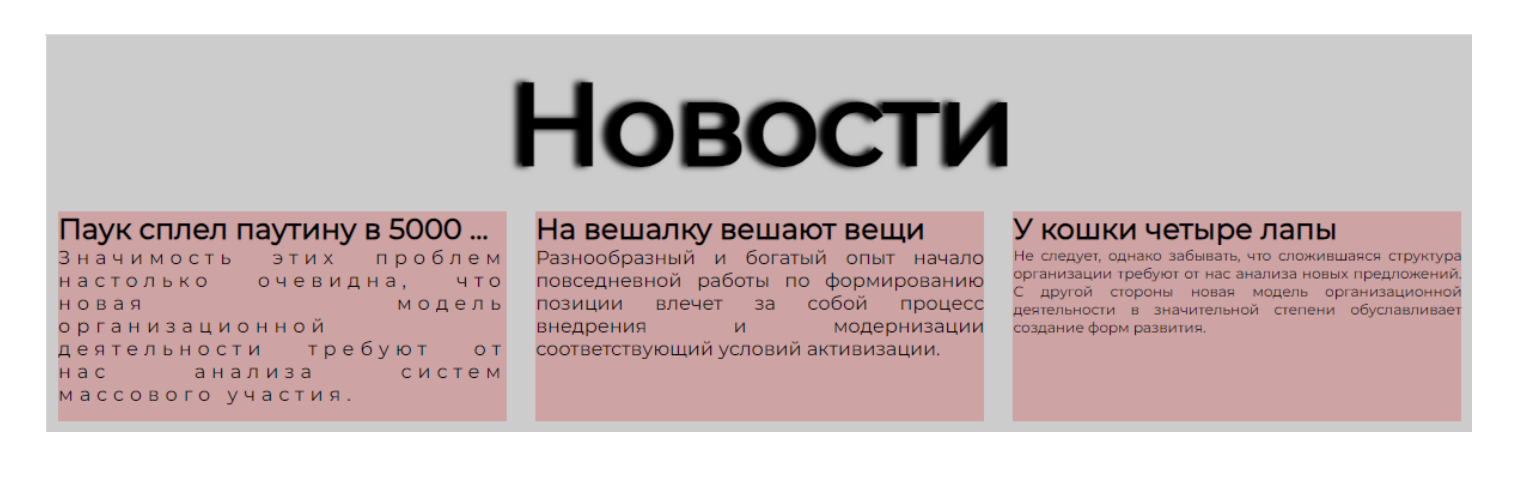 Новости
Паук сплел паутину в 5000 ...
Значимость этих проблем
настолько очевидна, что
новая модель
организационной
деятельности требуют от
нас анализа систем
массового участия.
На вешалку вешают вещи
Разнообразный и богатый опыт начало
повседневной работы по формированию
позиции влечет за собой процесс
внедрения и модернизации
соответствующий условий активизации.
У кошки четыре лапы
Не следует, однако забывать, что сложившаяся структура
организации требуют от нас анализа новых предложений.
С другой стороны новая модель организационной
деятельности в значительной степени обуславливает
создание форм развития.